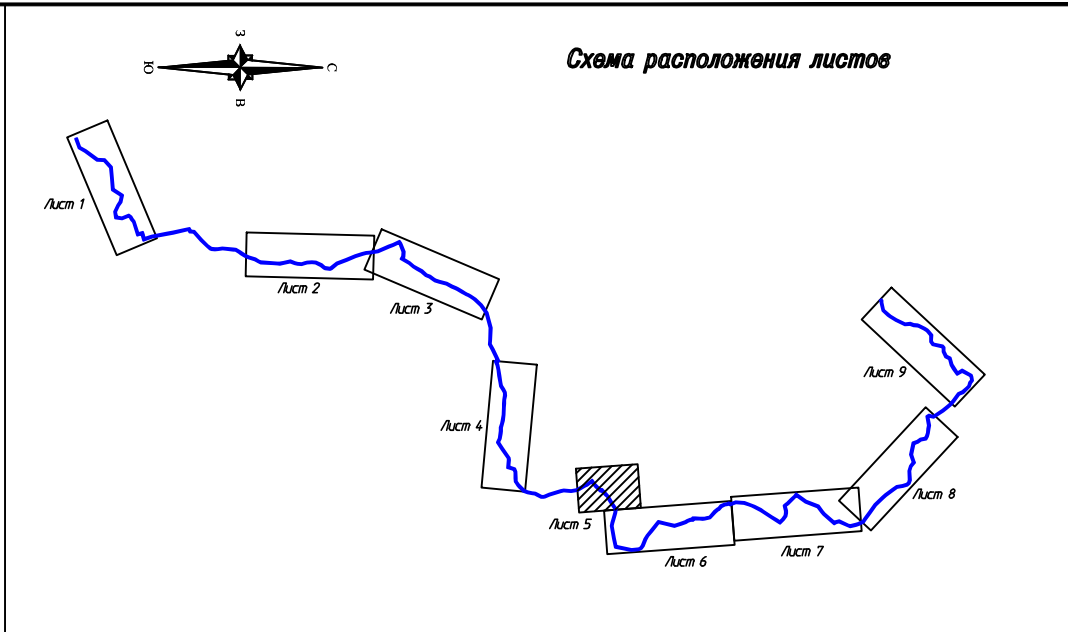 З
Ю
С
В
Схема расположения листов
Лист 1
Лист 2
Лист 3
Лист 4
Лист 5
Лист 6
Лист 7
Лист 8
Лист 9